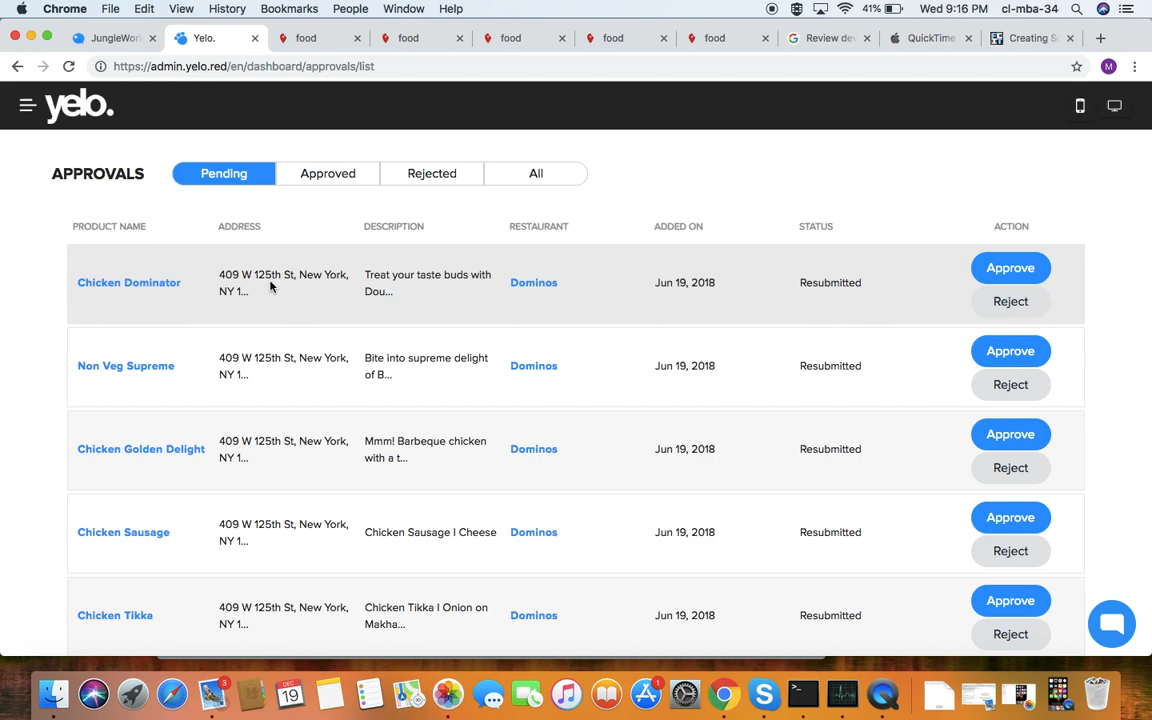 Chrome File Edit View History Bookmarks People Window Help 41% Wed 9:16 PM cl-mba-34
JungleWor Yelo. food food food food food Review dev QuickTime Creating Sc
https://admin.yelo.red/en/dashboard/approvals/list M
yelo.
APPROVALS Pending Approved Rejected All
PRODUCT NAME ADDRESS DESCRIPTION RESTAURANT ADDED ON STATUS ACTION
Chicken Dominator 409 W 125th St, New York, NY 1... Treat your taste buds with Dou... Dominos Jun 19, 2018 Resubmitted Approve
Reject
Non Veg Supreme 409 W 125th St, New York, NY 1... Bite into supreme delight of B... Dominos Jun 19, 2018 Resubmitted Approve
Reject
Chicken Golden Delight 409 W 125th St, New York, NY 1... Mmm! Barbeque chicken with a t... Dominos Jun 19, 2018 Resubmitted Approve
Reject
Chicken Sausage 409 W 125th St, New York, NY 1... Chicken Sausage I Cheese Dominos Jun 19, 2018 Resubmitted Approve
Reject
Chicken Tikka 409 W 125th St, New York, NY 1... Chicken Tikka I Onion on Makha... Dominos Jun 19, 2018 Resubmitted Approve
Reject
3 DEC 19 1